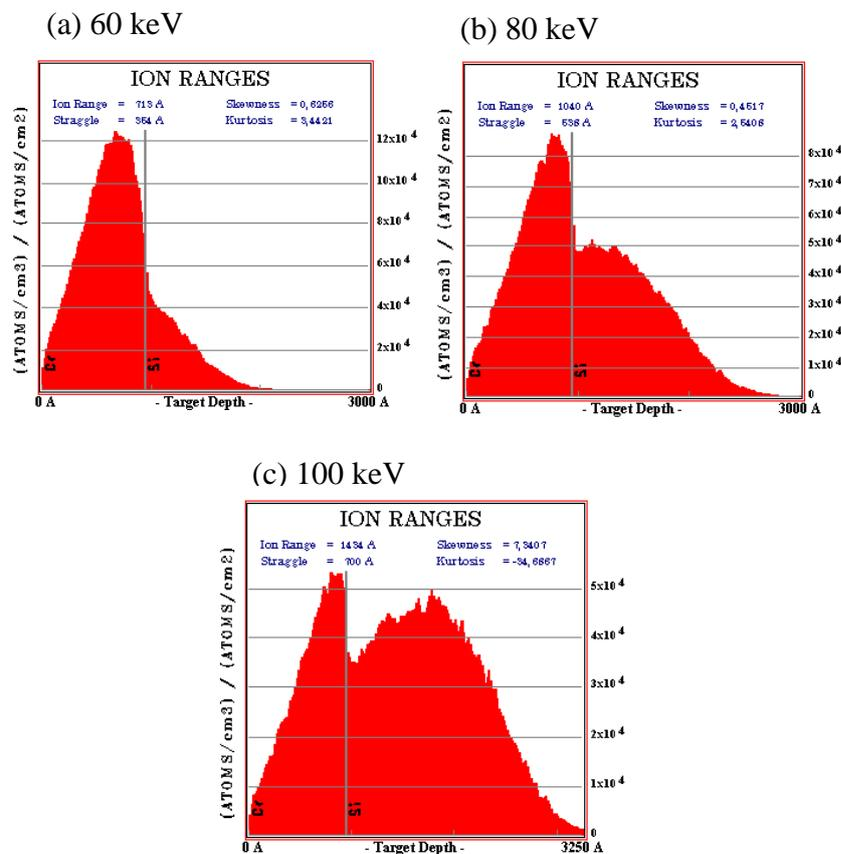 (a) 60 keV
ION RANGES
Ion Range = 713 A Skewness = 0,6256
Straggle = 354 A Kurtosis = 3,4421
(ATOMS/cm3) / (ATOMS/cm2)
12x10 4
10x10 4
8x10 4
6x10 4
4x10 4
2x10 4
0
Cr
Si
0 A - Target Depth - 3000 A
(b) 80 keV
ION RANGES
Ion Range = 1040 A Skewness = 0,4517
Straggle = 536 A Kurtosis = 2,5406
(ATOMS/cm3) / (ATOMS/cm2)
8x10 4
7x10 4
6x10 4
5x10 4
4x10 4
3x10 4
2x10 4
1x10 4
0
Cr
Si
0 A - Target Depth - 3000 A
(c) 100 keV
ION RANGES
Ion Range = 1434 A Skewness = 7,3407
Straggle = 700 A Kurtosis = -34,6667
(ATOMS/cm3) / (ATOMS/cm2)
5x10 4
4x10 4
3x10 4
2x10 4
1x10 4
0
Cr
Si
0 A - Target Depth - 3250 A